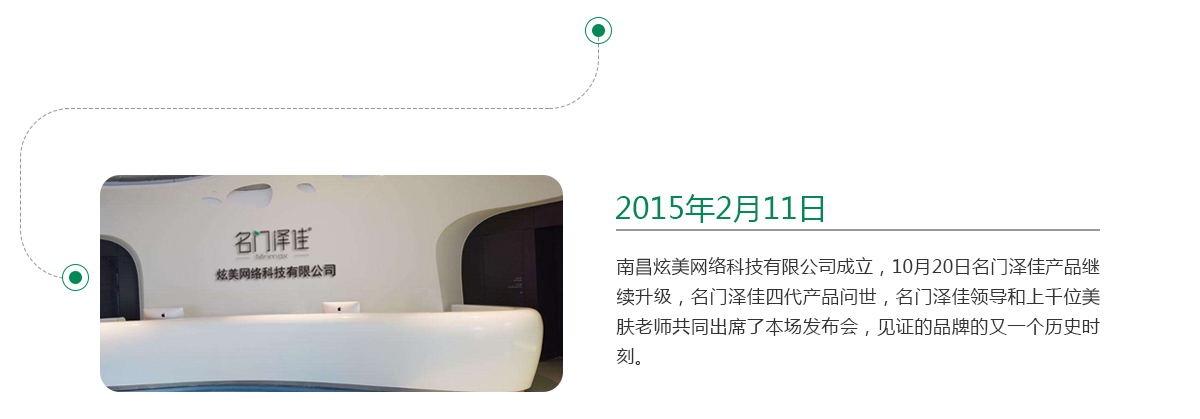 名门泽佳
炫美网络科技有限公司
2015年2月11日
南昌炫美网络科技有限公司成立，10月20日名门泽佳产品继
续升级，名门泽佳四代产品问世，名门泽佳领导和上千位美
肤老师共同出席了本场发布会，见证的品牌的又一个历史时
刻。